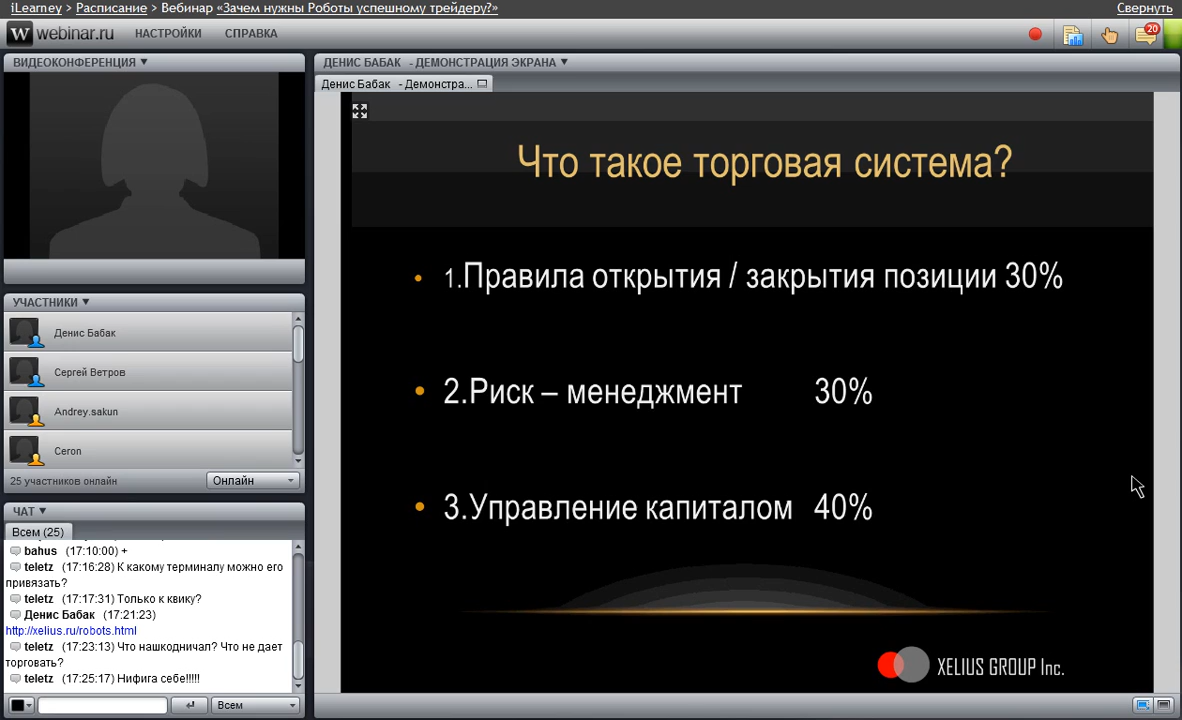 iLearney > Расписание > Вебинар «Зачем нужны Роботы успешному трейдеру?»
Свернуть
W webinar.ru
НАСТРОЙКИ
СПРАВКА
20
ВИДЕОКОНФЕРЕНЦИЯ
ДЕНИС БАБАК - ДЕМОНСТРАЦИЯ ЭКРАНА
Денис Бабак - Демонстра...
Что такое торговая система?
• 1.Правила открытия / закрытия позиции 30%
• 2.Риск – менеджмент 30%
• 3.Управление капиталом 40%
XELIUS GROUP Inc.
УЧАСТНИКИ
Денис Бабак
Сергей Ветров
Andrey.sakun
Ceron
25 участников онлайн
Онлайн
ЧАТ
Всем (25)
bahus (17:10:00) +
teletz (17:16:28) К какому терминалу можно его
привязать?
teletz (17:17:31) Только к квику?
Денис Бабак (17:21:23)
http://xelius.ru/robots.html
teletz (17:23:13) Что нашкодничал? Что не дает
торговать?
teletz (17:25:17) Нифига себе!!!!!
Всем